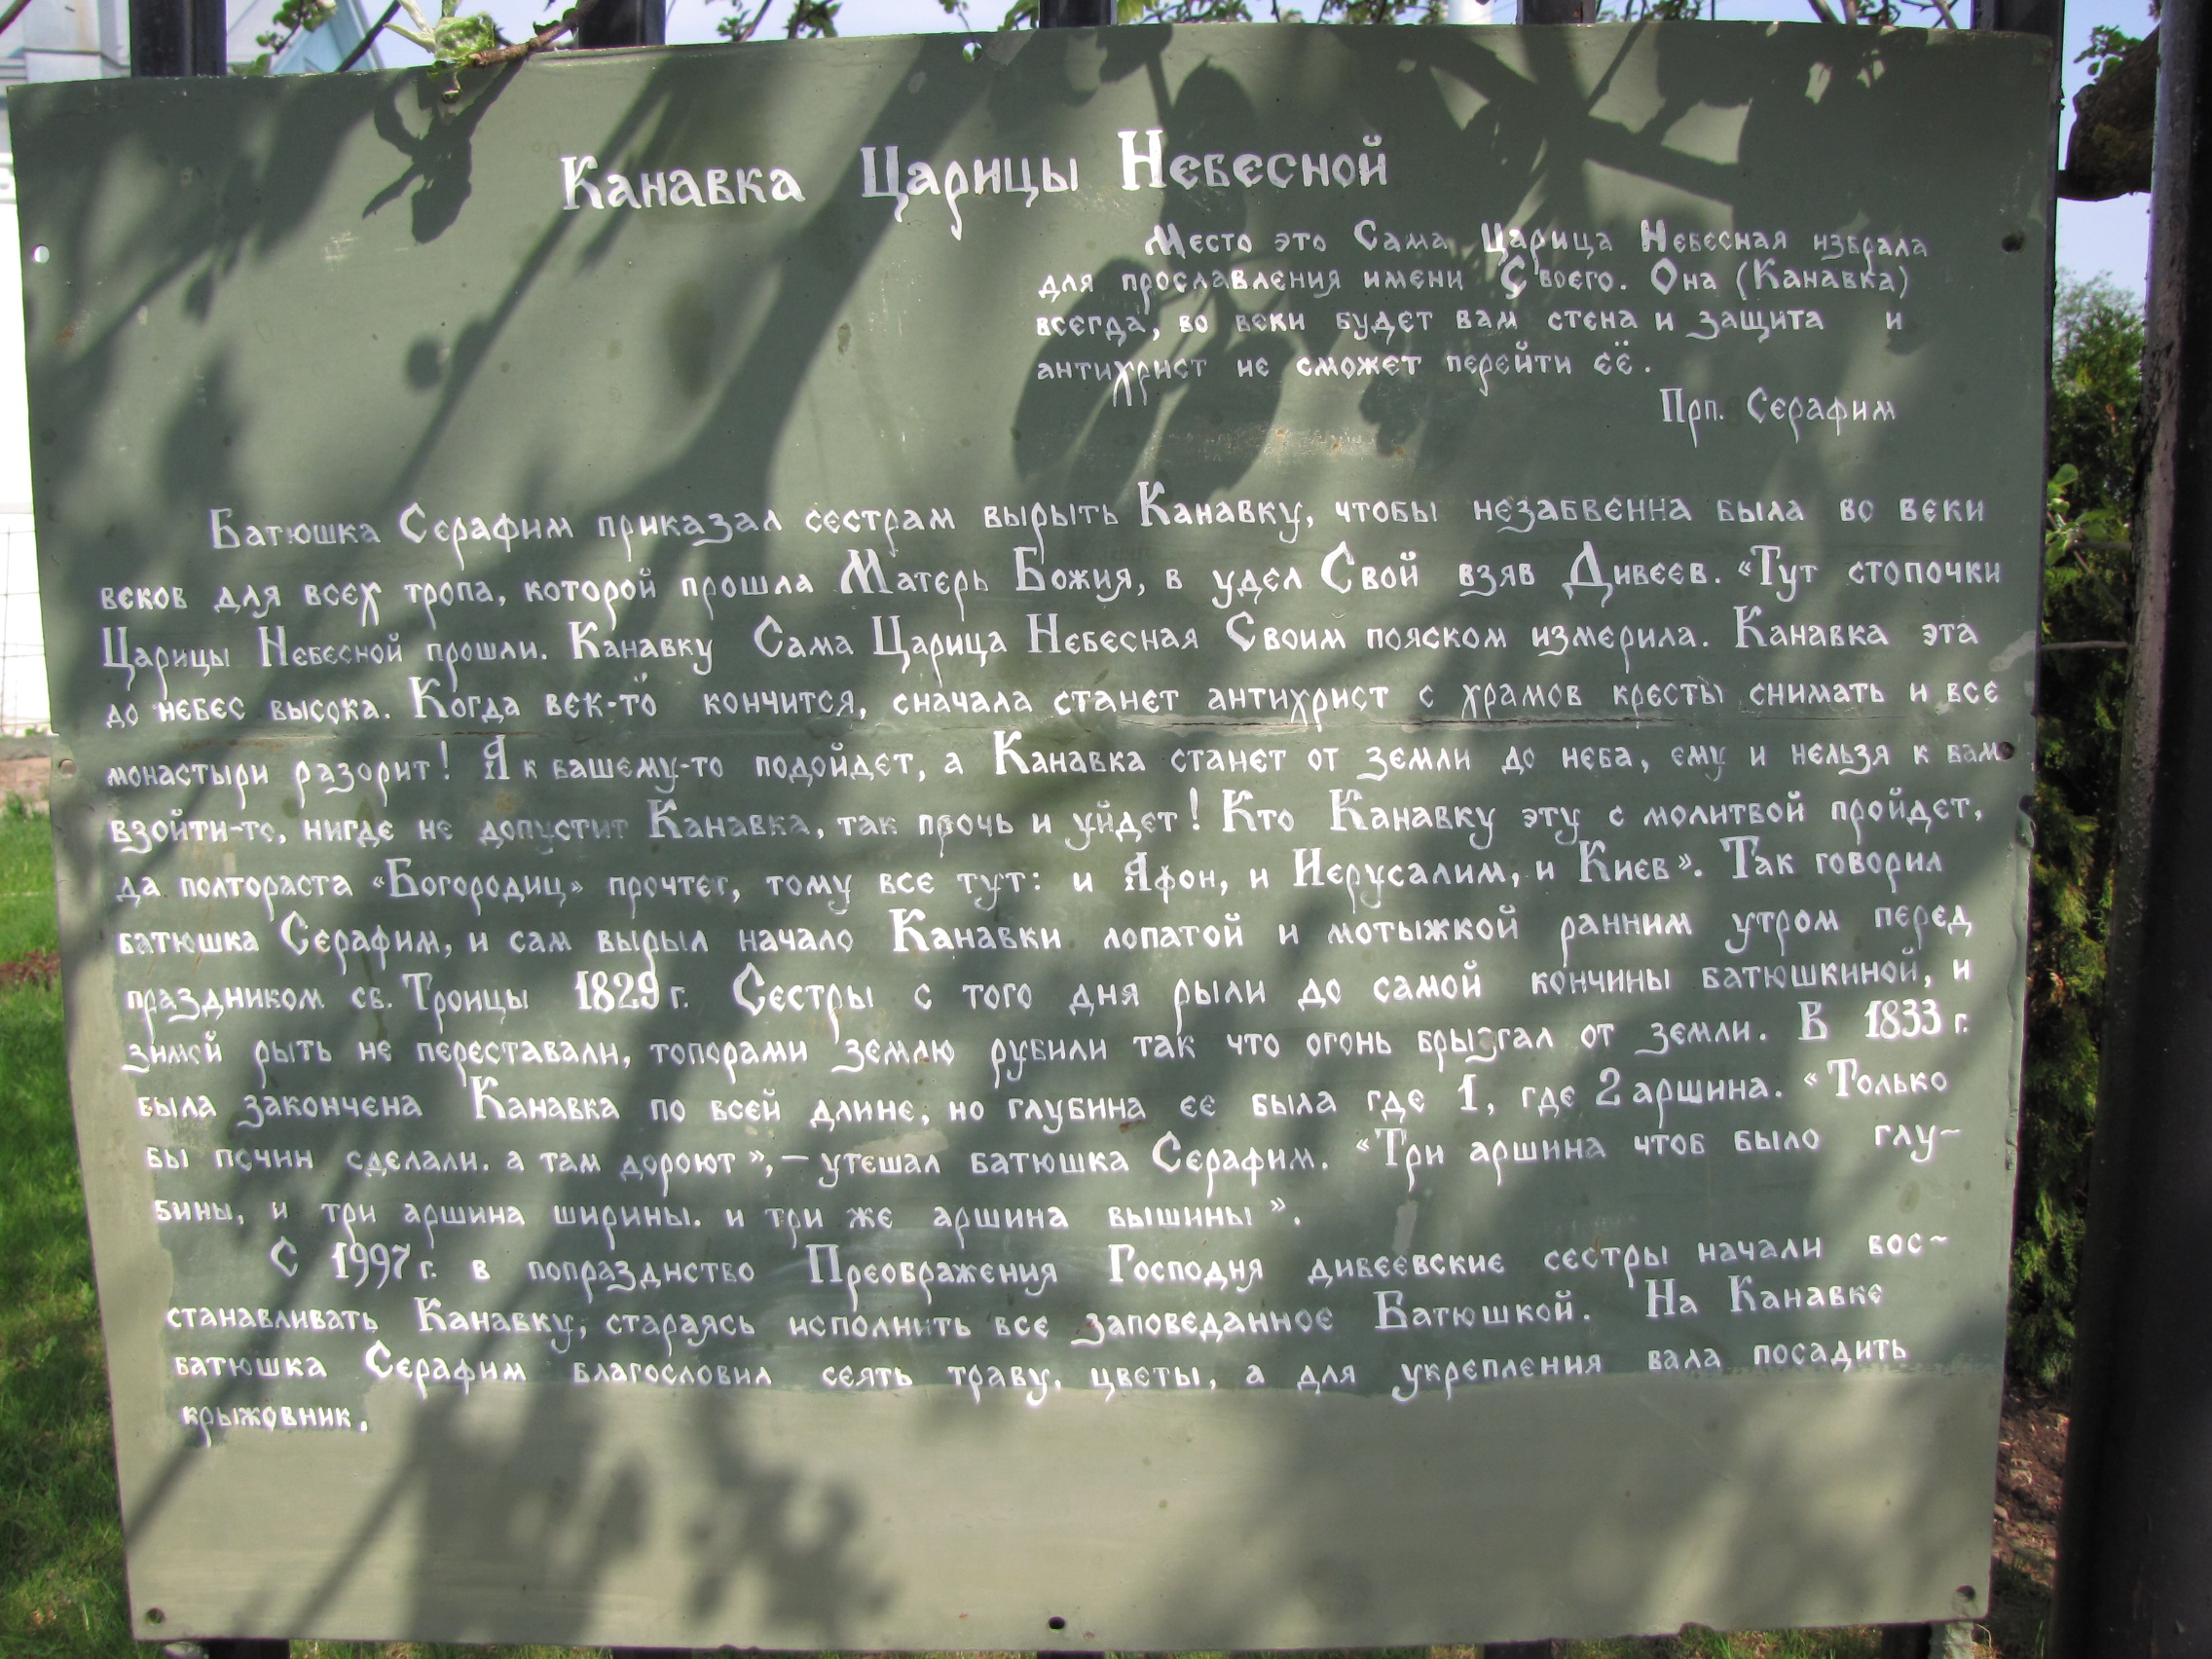 Канавка Царицы Небесной
Место это Сама Царица Небесная избрала
для прославления имени Своего. Она (Канавка)
всегда, во веки будет вам стена и защита и
антихрист не сможет перейти её.
Прп. Серафим
Батюшка Серафим приказал сестрам вырыть Канавку, чтобы незабвенна была во веки
веков для всех тропа, которой прошла Матерь Божия, в удел Свой взяв Дивеев. «Тут стопочки
Царицы Небесной прошли. Канавку Сама Царица Небесная Своим пояском измерила. Канавка эта
до небес высока. Когда век-то кончится, сначала станет антихрист с храмов кресты снимать и все
монастыри разорит! А к вашему-то подойдет, а Канавка станет от земли до неба, ему и нельзя к вам
взойти-то, нигде не допустит Канавка, так прочь и уйдет! Кто Канавку эту с молитвой пройдет,
да полтораста «Богородиц» прочтет, тому все тут: и Афон, и Иерусалим, и Киев». Так говорил
батюшка Серафим, и сам вырыл начало Канавки лопатой и мотыжкой ранним утром перед
праздником св. Троицы 1829 г. Сестры с того дня рыли до самой кончины батюшкиной, и
зимой рыть не переставали, топорами землю рубили так что огонь брызгал от земли. В 1833 г.
была закончена Канавка по всей длине, но глубина ее была где 1, где 2 аршина. «Только
бы почин сделали. а там дороют», – утешал батюшка Серафим. «Три аршина чтоб было глу-
бины, и три аршина ширины. и три же аршина вышины».
С 1997 г. в попразднство Преображения Господня дивеевские сестры начали вос-
станавливать Канавку, стараясь исполнить все заповеданное Батюшкой. На Канавке
батюшка Серафим благословил сеять траву, цветы, а для укрепления вала посадить
крыжовник.